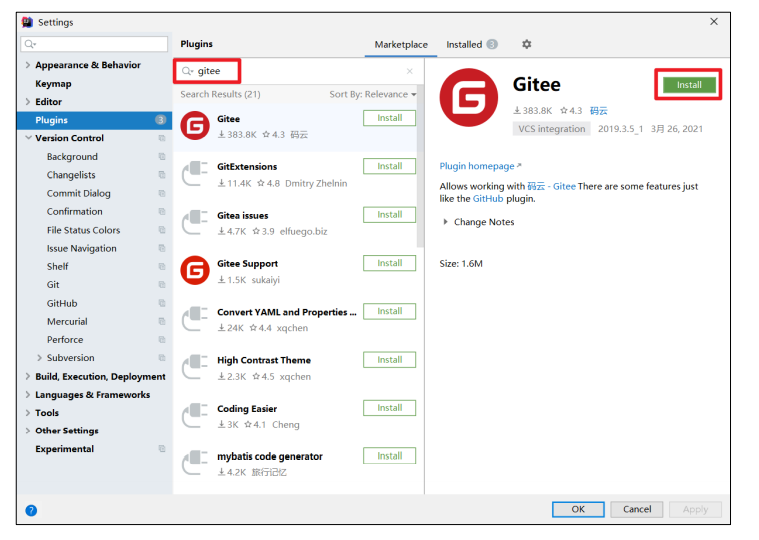 Settings
Plugins
Marketplace
Installed 3
Appearance & Behavior
Keymap
Editor
Plugins 3
Version Control
Background
Changelists
Commit Dialog
Confirmation
File Status Colors
Issue Navigation
Shelf
Git
GitHub
Mercurial
Perforce
Subversion
Build, Execution, Deployment
Languages & Frameworks
Tools
Other Settings
Experimental
gitee
Search Results (21)
Sort By: Relevance
Gitee
Install
383.8K 4.3 码云
GitExtensions
Install
11.4K 4.8 Dmitry Zhelnin
Gitea issues
Install
4.7K 3.9 elfuego.biz
Gitee Support
Install
1.5K sukaiyi
Convert YAML and Properties ...
Install
24K 4.4 xqchen
High Contrast Theme
Install
2.3K 4.5 xqchen
Coding Easier
Install
3K 4.1 Cheng
mybatis code generator
Install
4.2K 旅行记忆
Gitee
Install
383.8K 4.3 码云
VCS integration 2019.3.5_1 3月 26, 2021
Plugin homepage
Allows working with 码云 - Gitee There are some features just
like the GitHub plugin.
Change Notes
Size: 1.6M
?
OK
Cancel
Apply